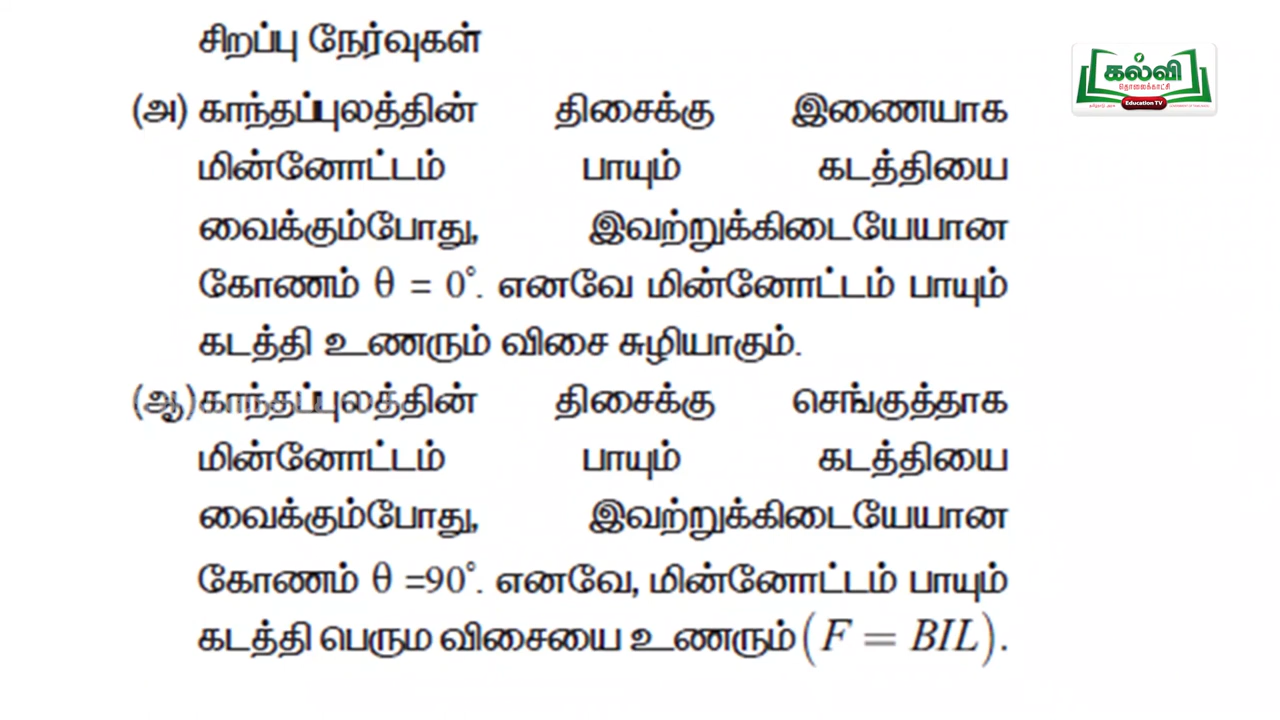 சிறப்பு நேர்வுகள்
கல்வி
தொலைக்காட்சி
Education TV
(அ) காந்தப்புலத்தின் திசைக்கு இணையாக
மின்னோட்டம் பாயும் கடத்தியை
வைக்கும்போது, இவற்றுக்கிடையேயான
கோணம் θ = 0°. எனவே மின்னோட்டம் பாயும்
கடத்தி உணரும் விசை சுழியாகும்.
(ஆ) காந்தப்புலத்தின் திசைக்கு செங்குத்தாக
மின்னோட்டம் பாயும் கடத்தியை
வைக்கும்போது, இவற்றுக்கிடையேயான
கோணம் θ =90°. எனவே, மின்னோட்டம் பாயும்
கடத்தி பெரும விசையை உணரும் (F = BIL).